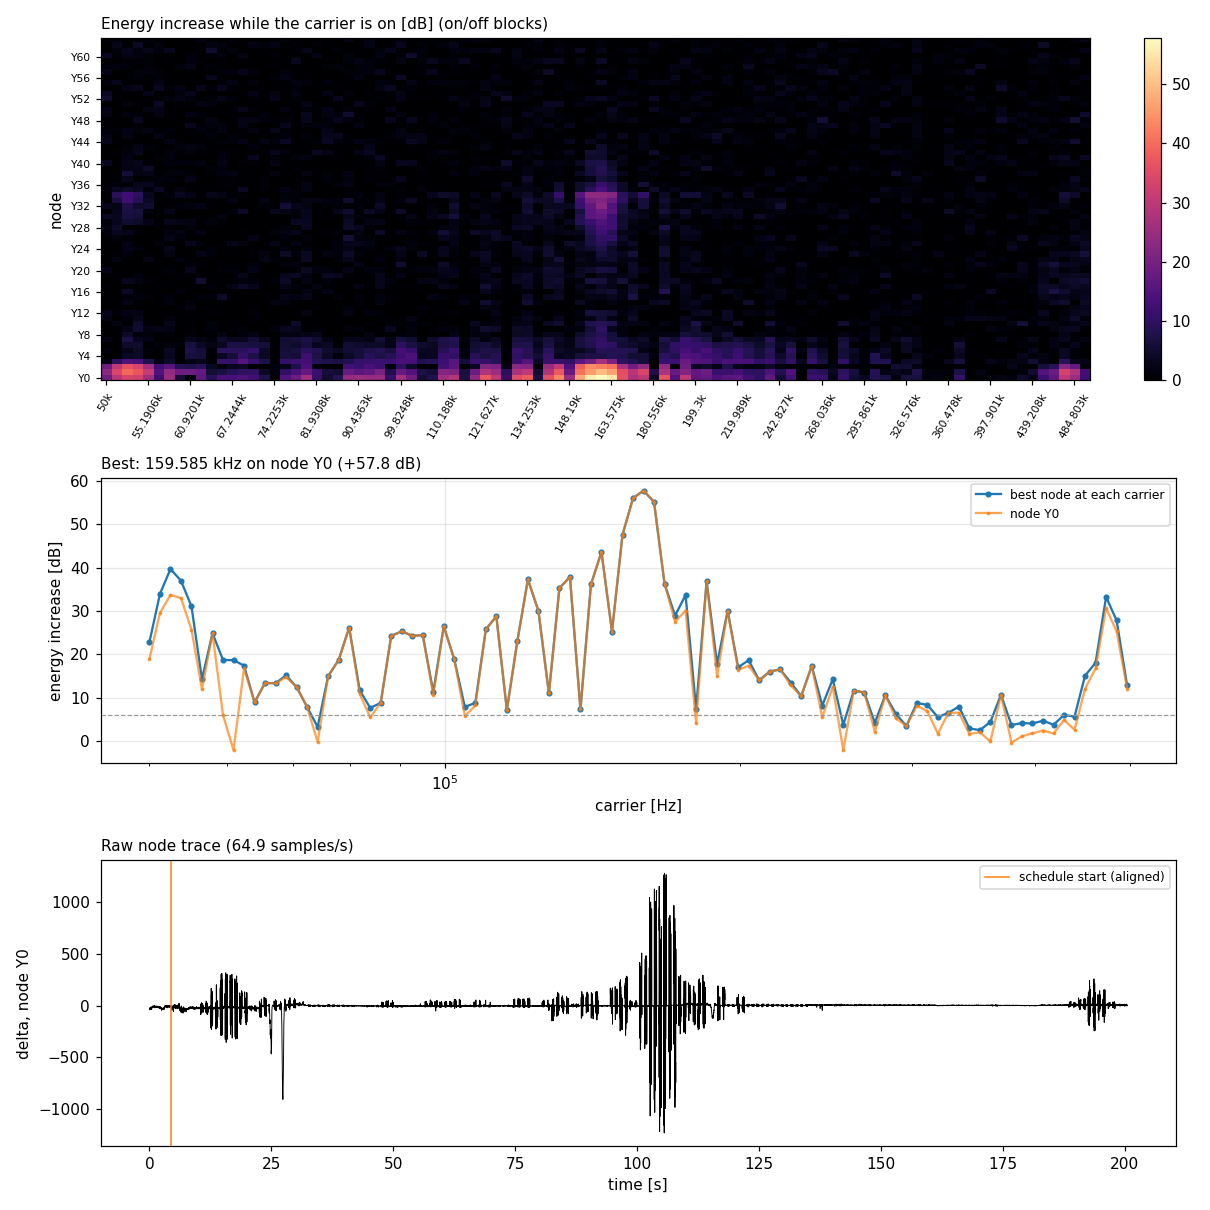 Energy increase while the carrier is on [dB] (on/off blocks)
node
Y60
Y56
Y52
Y48
Y44
Y40
Y36
Y32
Y28
Y24
Y20
Y16
Y12
Y8
Y4
Y0
50k
55.1906k
60.9201k
67.2444k
74.2253k
81.9308k
90.4363k
99.8248k
110.188k
121.627k
134.253k
148.19k
163.575k
180.556k
199.3k
219.989k
242.827k
268.036k
295.861k
326.576k
360.478k
397.901k
439.208k
484.803k
50
40
30
20
10
0
Best: 159.585 kHz on node Y0 (+57.8 dB)
energy increase [dB]
60
50
40
30
20
10
0
best node at each carrier
node Y0
10⁵
carrier [Hz]
Raw node trace (64.9 samples/s)
delta, node Y0
1000
500
0
−500
−1000
schedule start (aligned)
0
25
50
75
100
125
150
175
200
time [s]